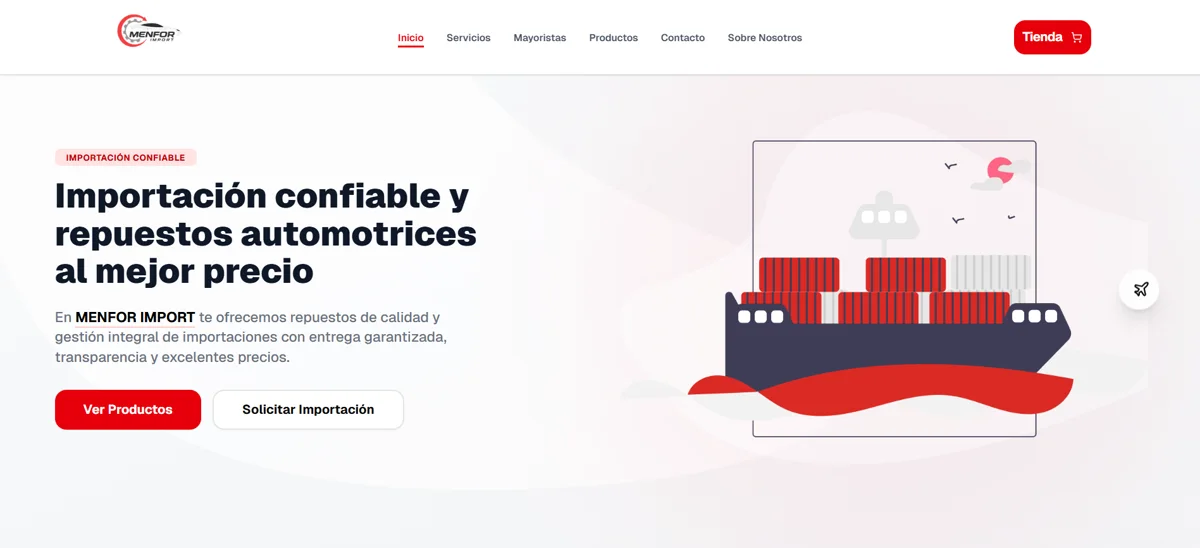 MENFOR
IMPORT
Inicio
Servicios
Mayoristas
Productos
Contacto
Sobre Nosotros
Tienda
IMPORTACIÓN CONFIABLE
Importación confiable y
repuestos automotrices
al mejor precio
En MENFOR IMPORT te ofrecemos repuestos de calidad y
gestión integral de importaciones con entrega garantizada,
transparencia y excelentes precios.
Ver Productos
Solicitar Importación